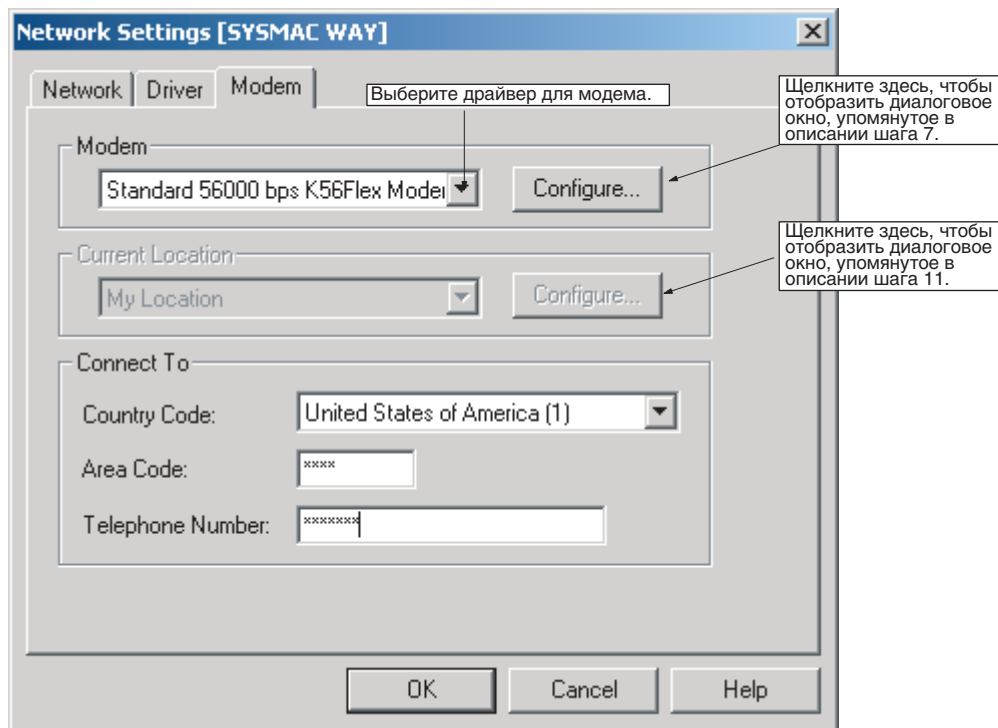 Network Settings [SYSMAC WAY]
Network Driver Modem
Выберите драйвер для модема.
Щелкните здесь, чтобы
отобразить диалоговое
окно, упомянутое в
описании шага 7.
Modem
Standard 56000 bps K56Flex Moder
Configure...
Щелкните здесь, чтобы
отобразить диалоговое
окно, упомянутое в
описании шага 11.
Current Location
My Location
Configure...
Connect To
Country Code:
United States of America (1)
Area Code:
****
Telephone Number:
*******
OK
Cancel
Help